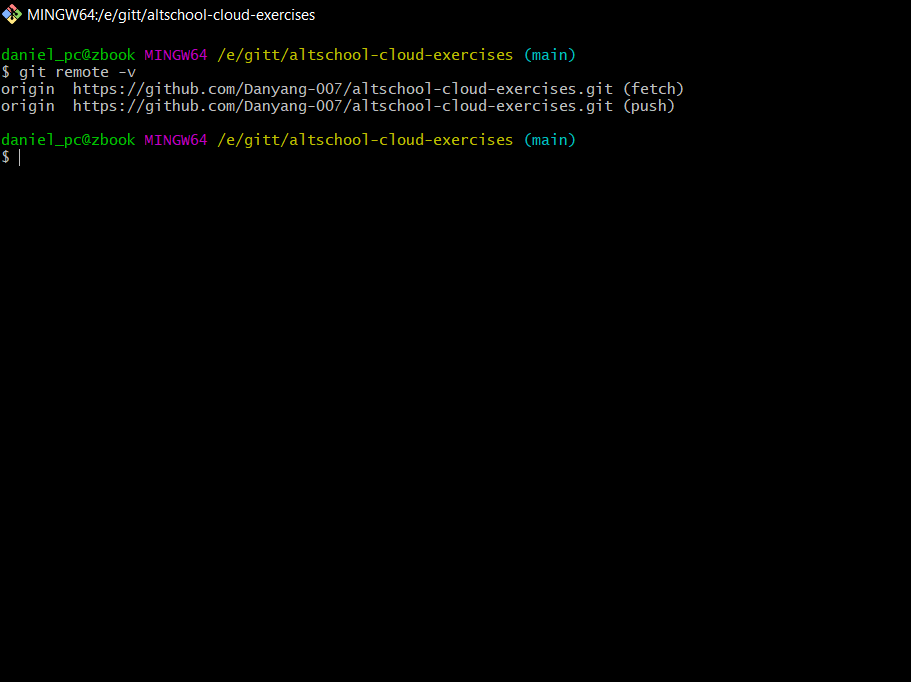 MINGW64:/e/gitt/altschool-cloud-exercises
daniel_pc@zbook MINGW64 /e/gitt/altschool-cloud-exercises (main)
$ git remote -v
origin  https://github.com/Danyang-007/altschool-cloud-exercises.git (fetch)
origin  https://github.com/Danyang-007/altschool-cloud-exercises.git (push)
daniel_pc@zbook MINGW64 /e/gitt/altschool-cloud-exercises (main)
$